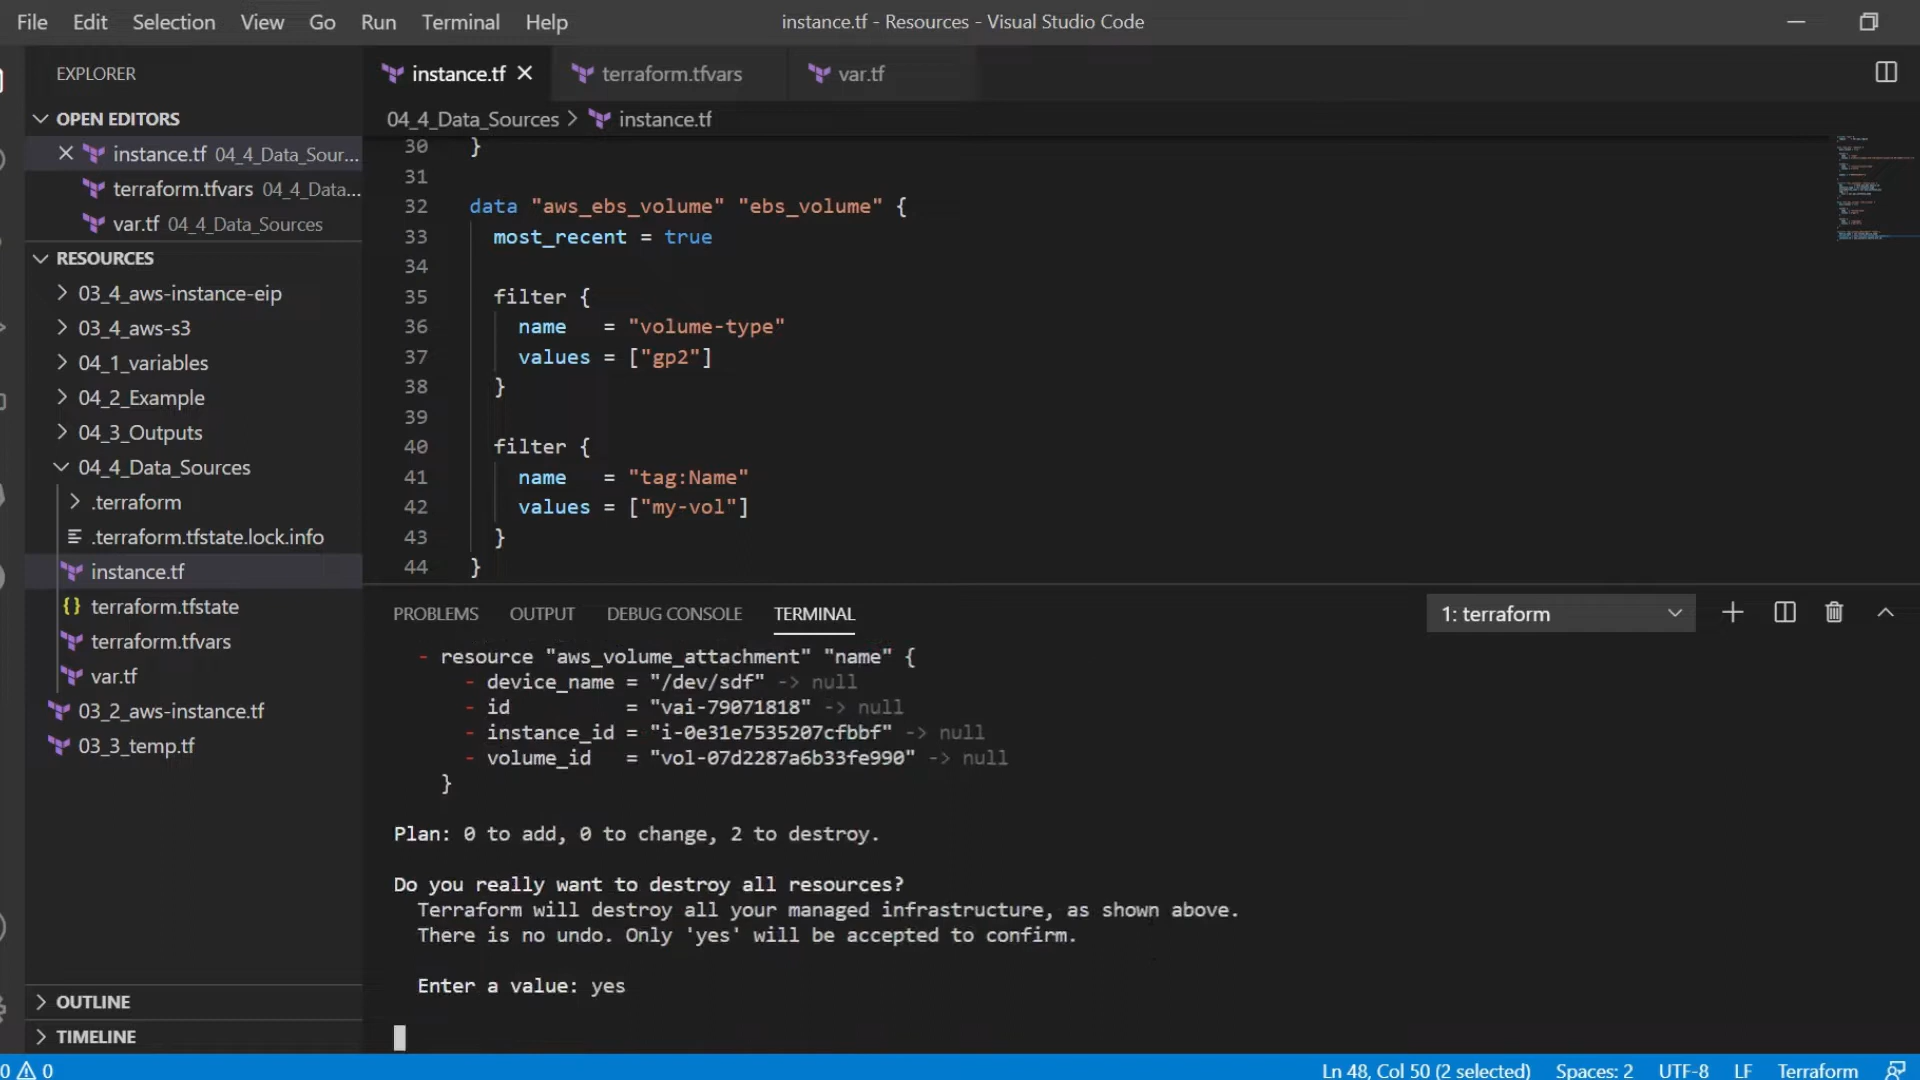 File Edit Selection View Go Run Terminal Help
instance.tf - Resources - Visual Studio Code
EXPLORER
OPEN EDITORS
instance.tf 04_4_Data_Sour...
terraform.tfvars 04_4_Data...
var.tf 04_4_Data_Sources
RESOURCES
03_4_aws-instance-eip
03_4_aws-s3
04_1_variables
04_2_Example
04_3_Outputs
04_4_Data_Sources
.terraform
.terraform.tfstate.lock.info
instance.tf
terraform.tfstate
terraform.tfvars
var.tf
03_2_aws-instance.tf
03_3_temp.tf
OUTLINE
TIMELINE
instance.tf
terraform.tfvars
var.tf
04_4_Data_Sources > instance.tf
30 }
31
32 data "aws_ebs_volume" "ebs_volume" {
33 most_recent = true
34
35 filter {
36 name = "volume-type"
37 values = ["gp2"]
38 }
39
40 filter {
41 name = "tag:Name"
42 values = ["my-vol"]
43 }
44 }
PROBLEMS OUTPUT DEBUG CONSOLE TERMINAL
1: terraform
- resource "aws_volume_attachment" "name" {
- device_name = "/dev/sdf" -> null
- id = "vai-79071818" -> null
- instance_id = "i-0e31e7535207cfbbf" -> null
- volume_id = "vol-07d2287a6b33fe990" -> null
}
Plan: 0 to add, 0 to change, 2 to destroy.
Do you really want to destroy all resources?
Terraform will destroy all your managed infrastructure, as shown above.
There is no undo. Only 'yes' will be accepted to confirm.
Enter a value: yes
0 0
Ln 48, Col 50 (2 selected) Spaces: 2 UTF-8 LF Terraform